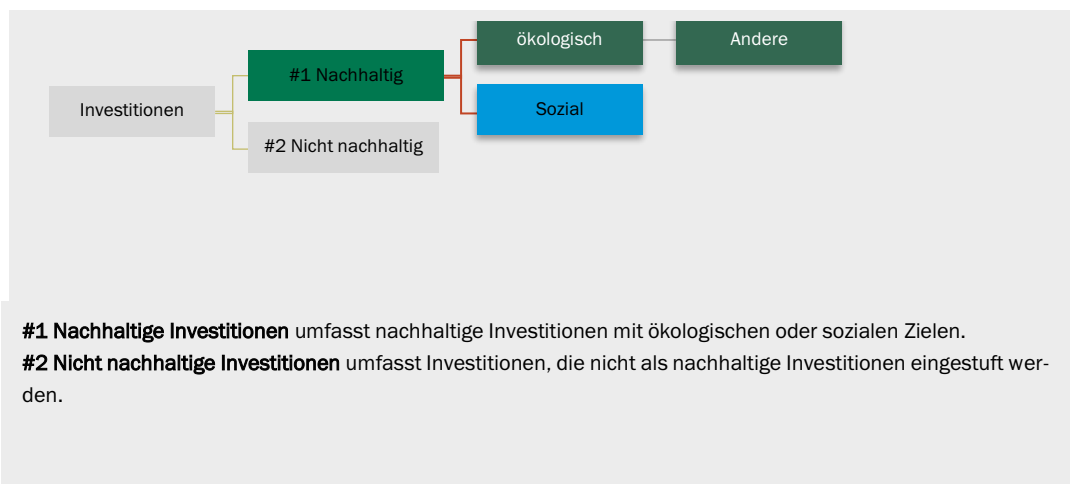 ökologisch
Andere
#1 Nachhaltig
Investitionen
Sozial
#2 Nicht nachhaltig
#1 Nachhaltige Investitionen umfasst nachhaltige Investitionen mit ökologischen oder sozialen Zielen.
#2 Nicht nachhaltige Investitionen umfasst Investitionen, die nicht als nachhaltige Investitionen eingestuft wer-
den.